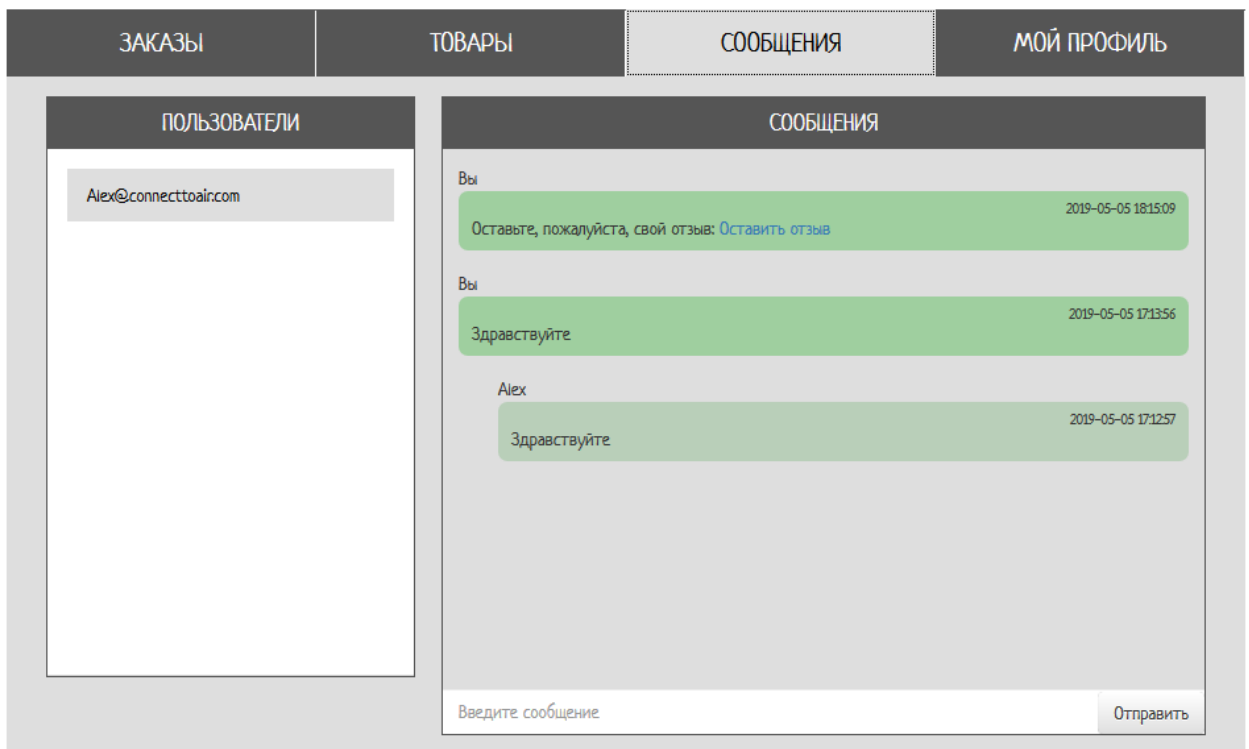 ЗАКАЗЫ
ТОВАРЫ
СООБЩЕНИЯ
МОЙ ПРОФИЛЬ
ПОЛЬЗОВАТЕЛИ
Alex@connecttoair.com
СООБЩЕНИЯ
Вы
2019-05-05 18:15:09
Оставьте, пожалуйста, свой отзыв: Оставить отзыв
Вы
2019-05-05 17:13:56
Здравствуйте
Alex
2019-05-05 17:12:57
Здравствуйте
Введите сообщение
Отправить